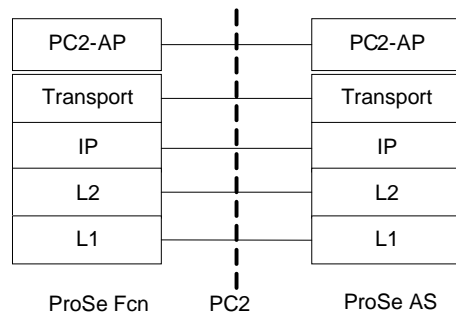 PC2-AP PC2-AP
Transport Transport
IP IP
L2 L2
L1 L1
ProSe Fcn PC2 ProSe AS